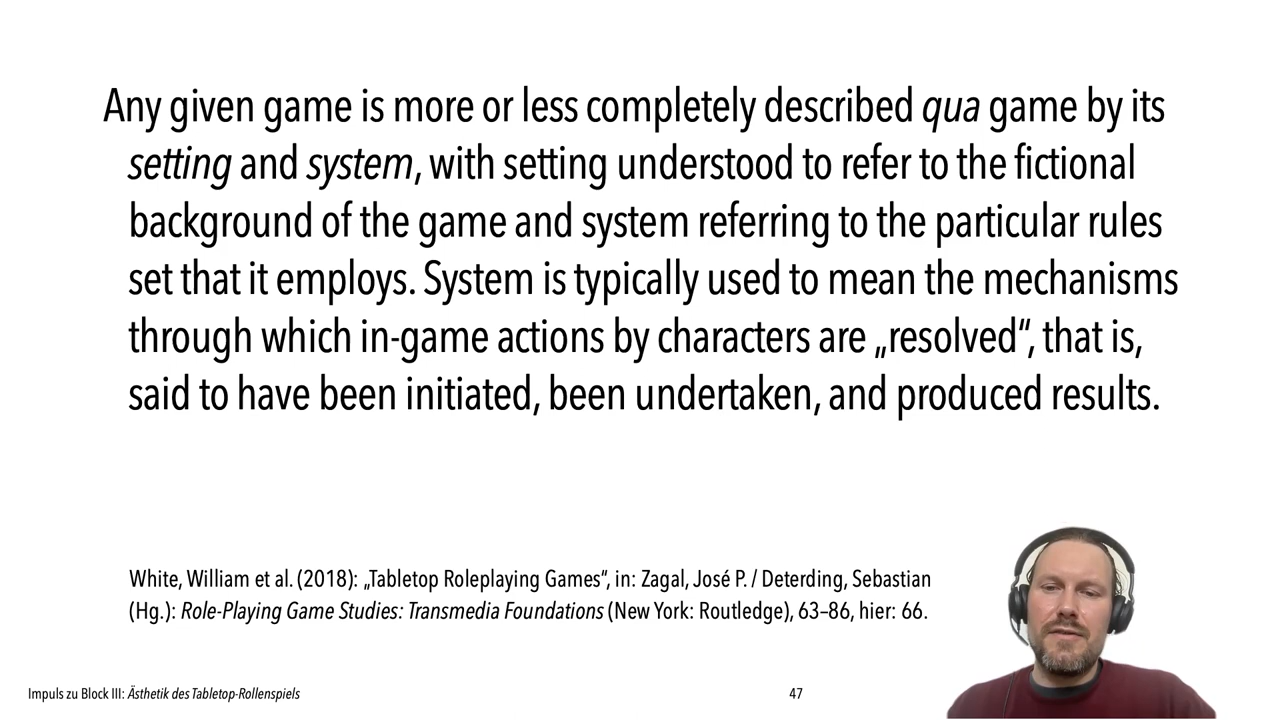 Any given game is more or less completely described qua game by its
setting and system, with setting understood to refer to the fictional
background of the game and system referring to the particular rules
set that it employs. System is typically used to mean the mechanisms
through which in-game actions by characters are „resolved“, that is,
said to have been initiated, been undertaken, and produced results.
White, William et al. (2018): „Tabletop Roleplaying Games“, in: Zagal, José P. / Deterding, Sebastian
(Hg.): Role-Playing Game Studies: Transmedia Foundations (New York: Routledge), 63–86, hier: 66.
Impuls zu Block III: Ästhetik des Tabletop-Rollenspiels
47